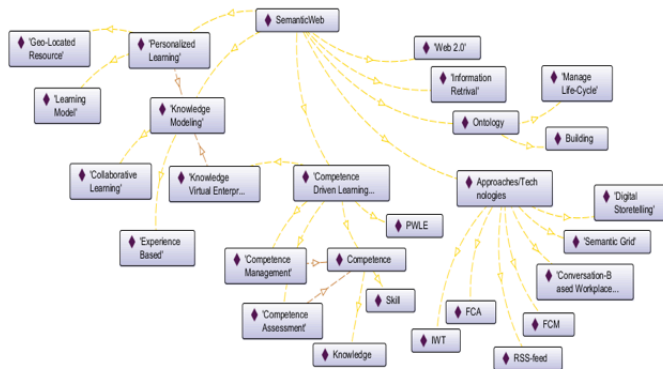 SemanticWeb
'Geo-Located
Resource'
'Personalized
Learning'
'Web 2.0'
'Information
Retrival'
'Manage
Life-Cycle'
'Learning
Model'
'Knowledge
Modeling'
Ontology
Building
'Collaborative
Learning'
'Knowledge
Virtual Enterpr...
'Competence
Driven Learning...
Approaches/Tech
nologies
'Digital
Storetelling'
PWLE
'Experience
Based'
'Semantic Grid'
'Competence
Management'
Competence
'Conversation-B
ased Workplace...
Skill
'Competence
Assessment'
FCA
FCM
IWT
Knowledge
RSS-feed